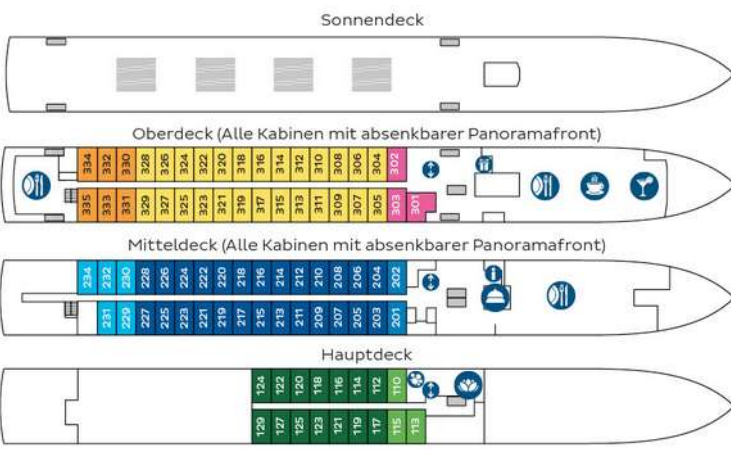 Sonnendeck
Oberdeck (Alle Kabinen mit absenkbarer Panoramafront)
334 332 330 328 326 324 322 320 318 316 314 312 310 308 306 304 302
335 333 331 329 327 325 323 321 319 317 315 313 311 309 307 305 303 301
Mitteldeck (Alle Kabinen mit absenkbarer Panoramafront)
234 232 230 228 226 224 222 220 218 216 214 212 210 208 206 204 202
231 229 227 225 223 221 219 217 215 213 211 209 207 205 203 201
Hauptdeck
124 122 120 118 116 114 112 110
129 127 125 123 121 119 117 115 113